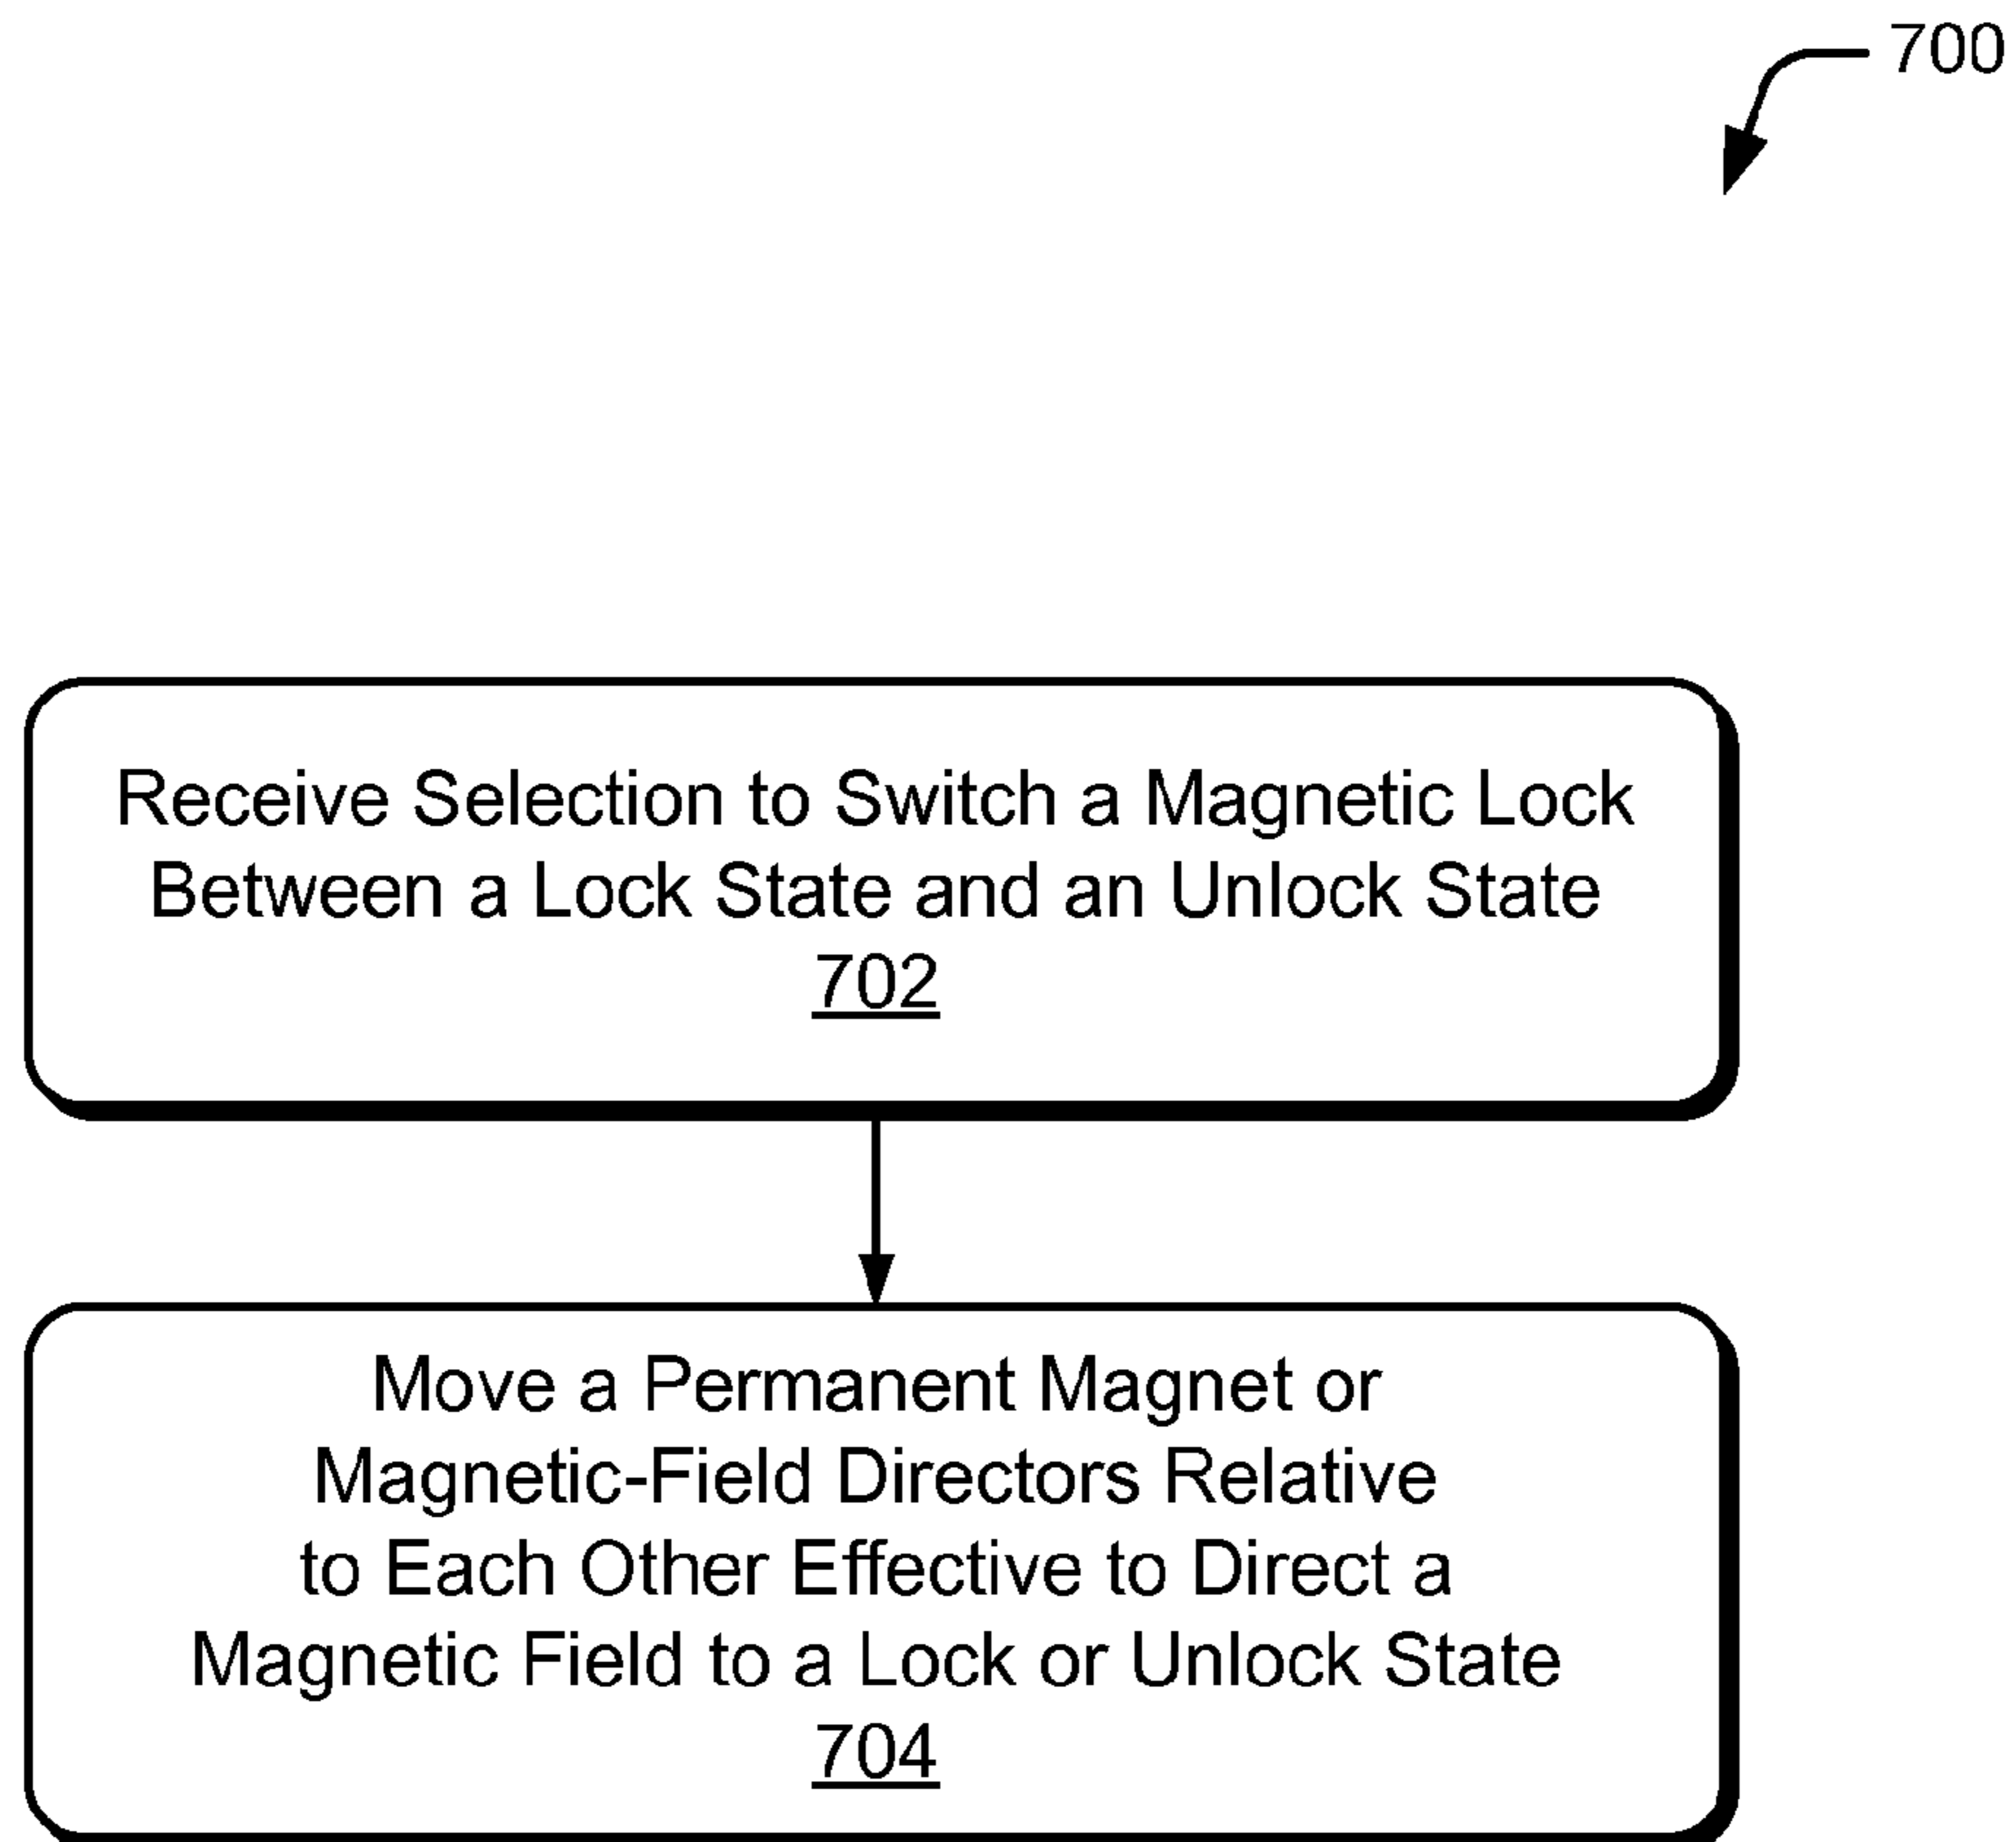 700
Receive Selection to Switch a Magnetic Lock
Between a Lock State and an Unlock State
702
Move a Permanent Magnet or
Magnetic-Field Directors Relative
to Each Other Effective to Direct a
Magnetic Field to a Lock or Unlock State
704